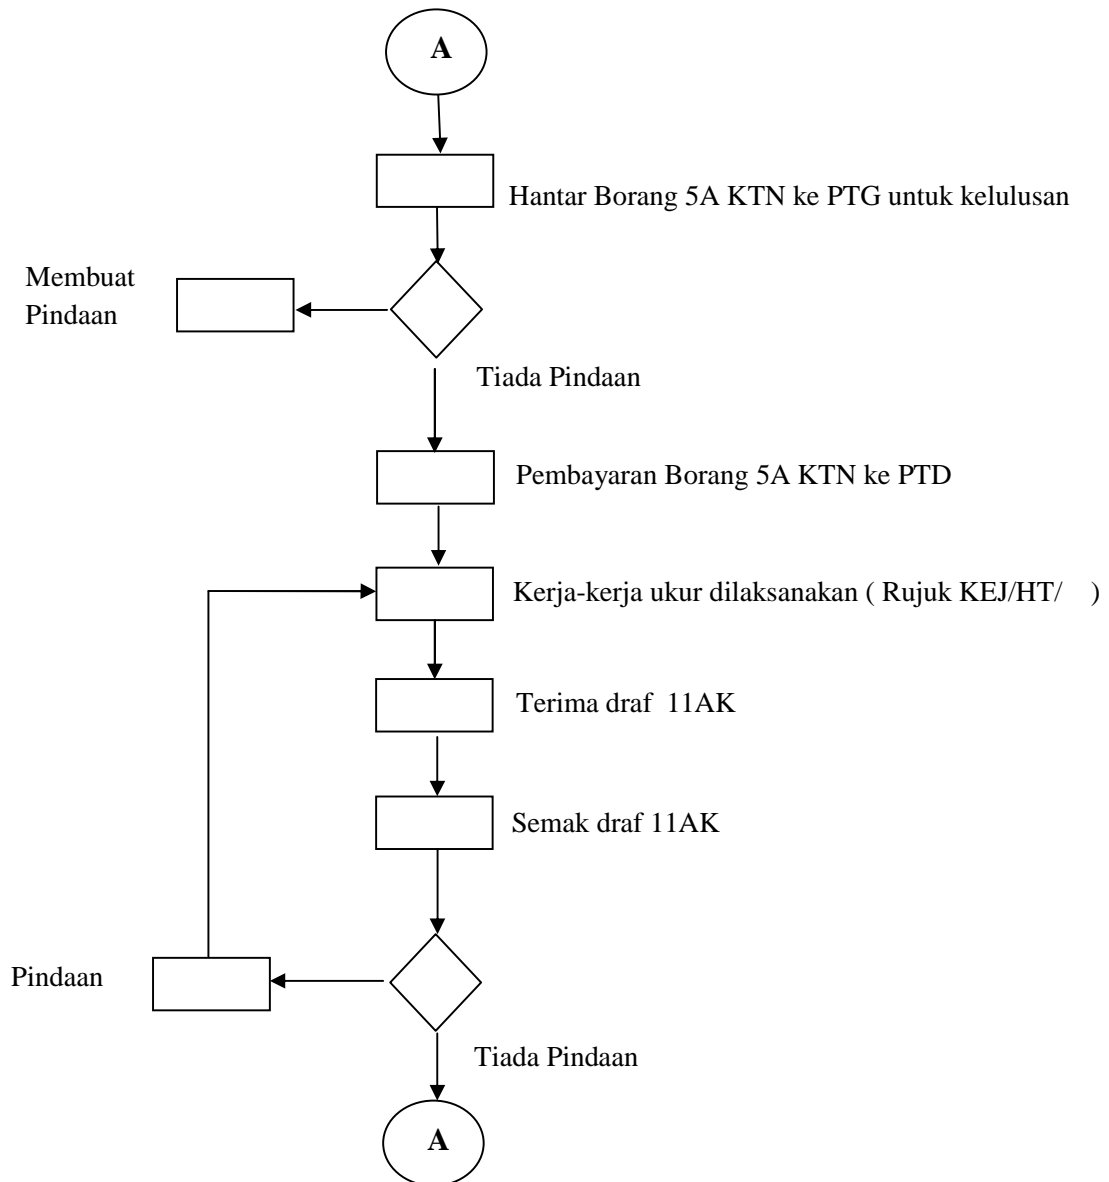 A
Hantar Borang 5A KTN ke PTG untuk kelulusan
Membuat
Pindaan
Tiada Pindaan
Pembayaran Borang 5A KTN ke PTD
Kerja-kerja ukur dilaksanakan ( Rujuk KEJ/HT/    )
Terima draf  11AK
Semak draf 11AK
Pindaan
Tiada Pindaan
A